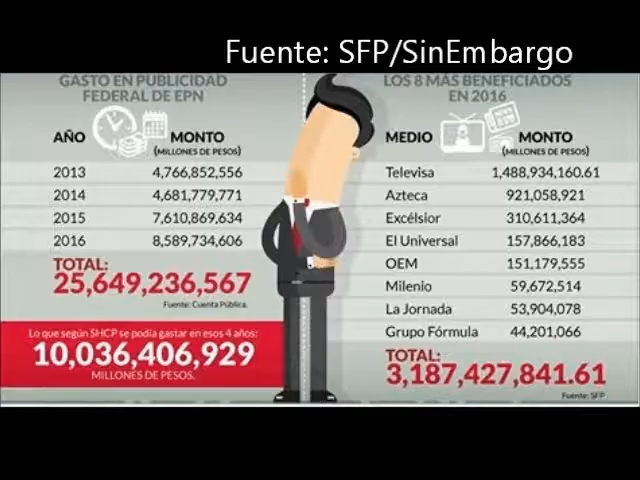 Fuente: SFP/SinEmbargo
GASTO EN PUBLICIDAD
FEDERAL DE EPN
AÑO MONTO
(MILLONES DE PESOS)
2013 4,766,852,556
2014 4,681,779,771
2015 7,610,869,634
2016 8,589,734,606
TOTAL:
25,649,236,567
Fuente: Cuenta Pública.
Lo que según SHCP se podía gastar en esos 4 años:
10,036,406,929
MILLONES DE PESOS.
LOS 8 MÁS BENEFICIADOS
EN 2016
MEDIO MONTO
(MILLONES DE PESOS)
Televisa 1,488,934,160.61
Azteca 921,058,921
Excélsior 310,611,364
El Universal 157,866,183
OEM 151,179,555
Milenio 59,672,514
La Jornada 53,904,078
Grupo Fórmula 44,201,066
TOTAL:
3,187,427,841.61
Fuente: SFP